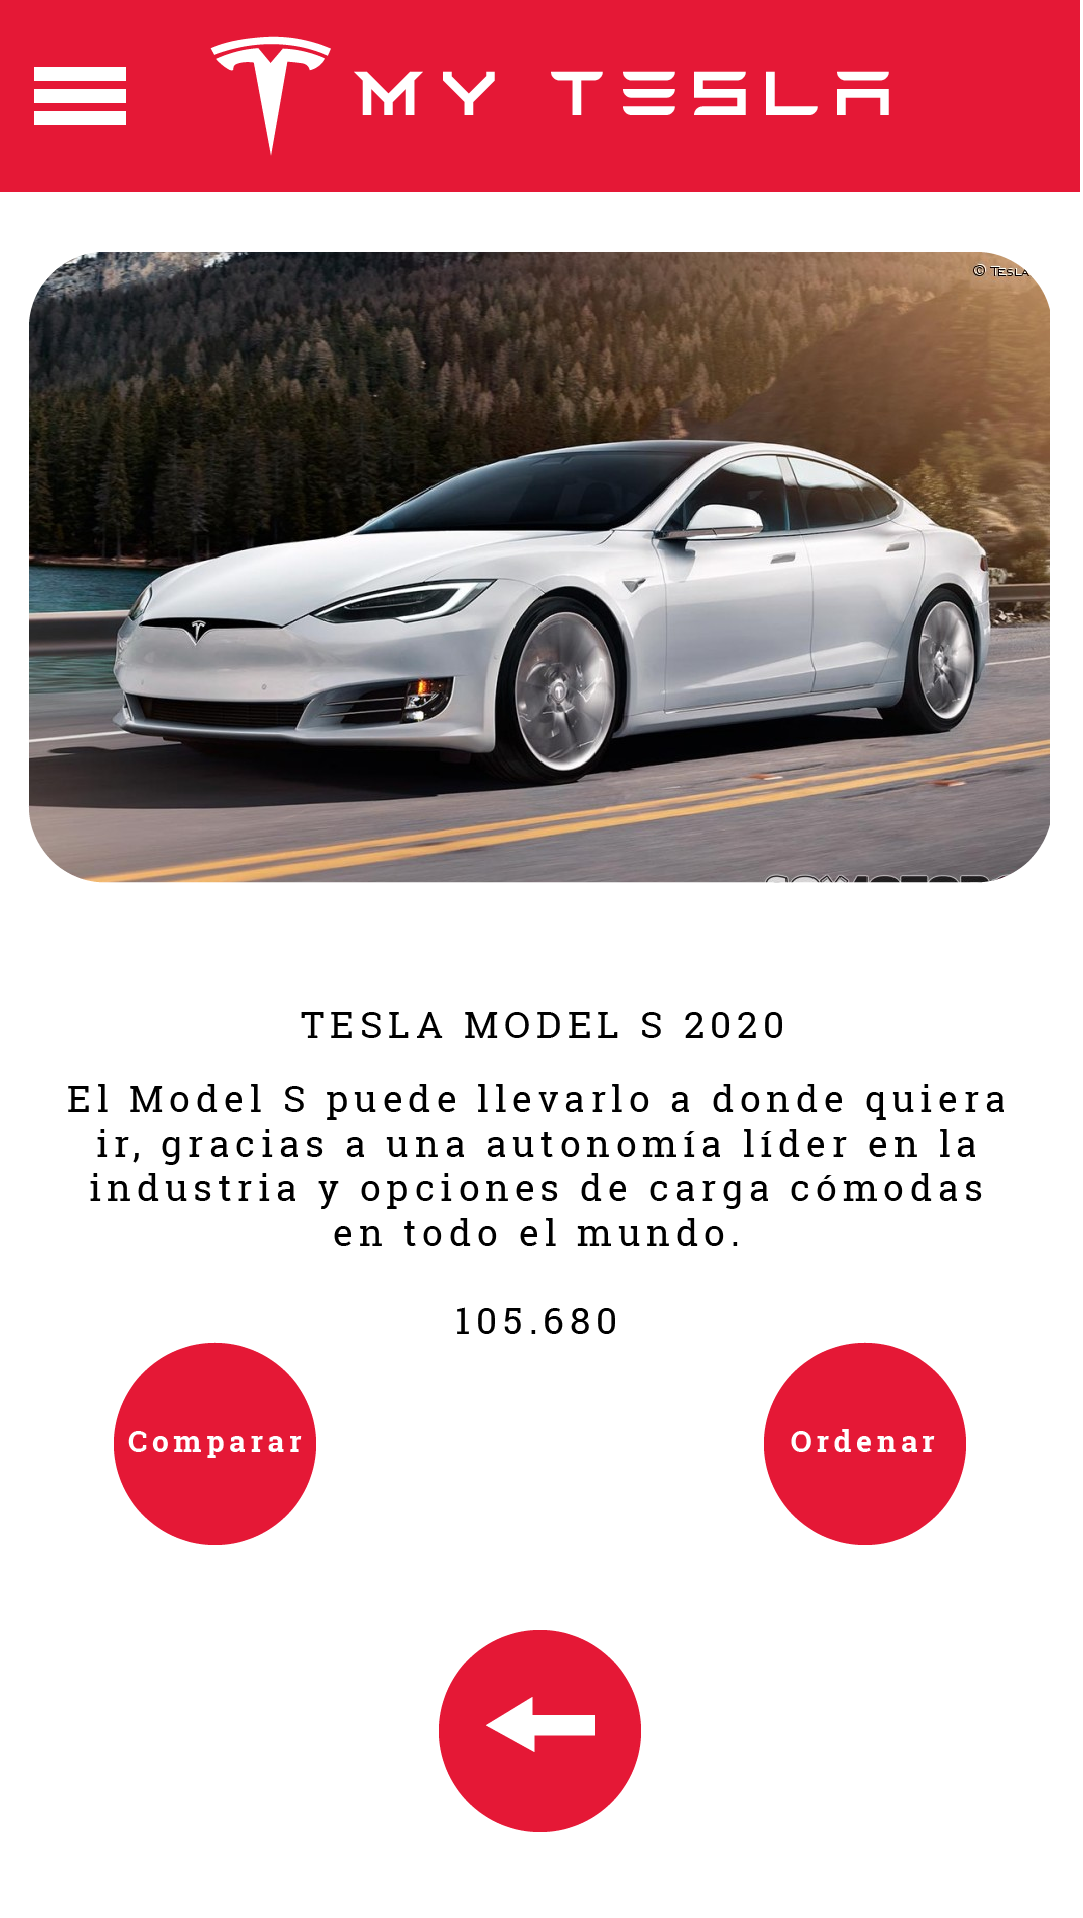 MY TESLA
© TESLA
TESLA MODEL S 2020
El Model S puede llevarlo a donde quiera
ir, gracias a una autonomía líder en la
industria y opciones de carga cómodas
en todo el mundo.
105.680
Comparar
Ordenar